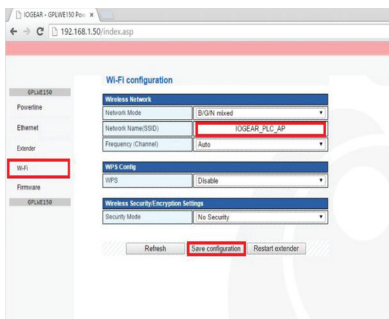 IOGEAR - GPLWE150 Pow
192.168.1.50/index.asp
GPLWE150
Powerline
Ethernet
Extender
Wi-Fi
Firmware
GPLWE150
Wi-Fi configuration
Wireless Network
Network Mode B/G/N mixed
Network Name(SSID) IOGEAR_PLC_AP
Frequency (Channel) Auto
WPS Config
WPS Disable
Wireless Security/Encryption Settings
Security Mode No Security
Refresh Save configuration Restart extender